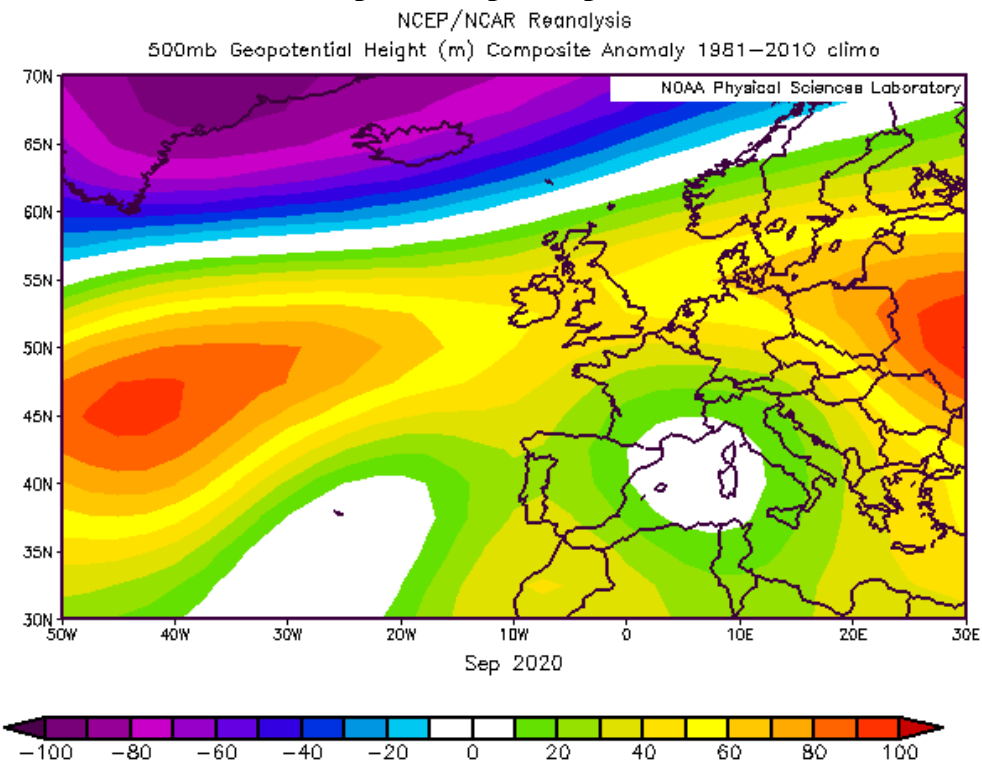 NCEP/NCAR Reanalysis
500mb Geopotential Height (m) Composite Anomaly 1981-2010 climo
NOAA Physical Sciences Laboratory
70N
65N
60N
55N
50N
45N
40N
35N
30N
50W 40W 30W 20W 10W 0 10E 20E 30E
Sep 2020
-100 -80 -60 -40 -20 0 20 40 60 80 100